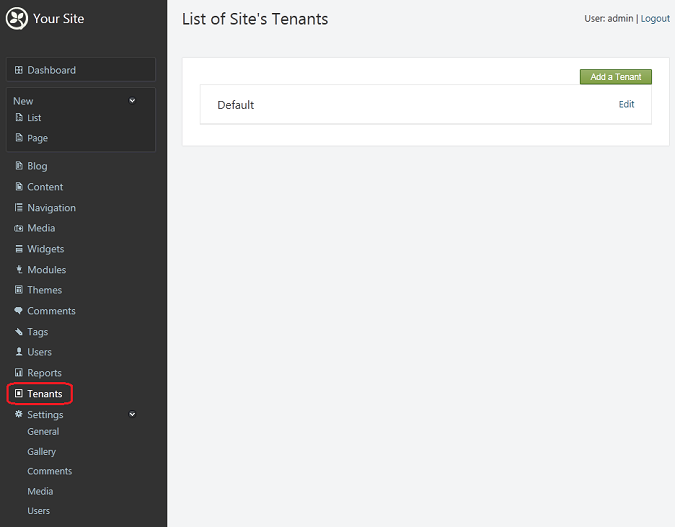 Your Site
Dashboard
New
List
Page
Blog
Content
Navigation
Media
Widgets
Modules
Themes
Comments
Tags
Users
Reports
Tenants
Settings
General
Gallery
Comments
Media
Users
List of Site's Tenants
User: admin | Logout
Add a Tenant
Default
Edit